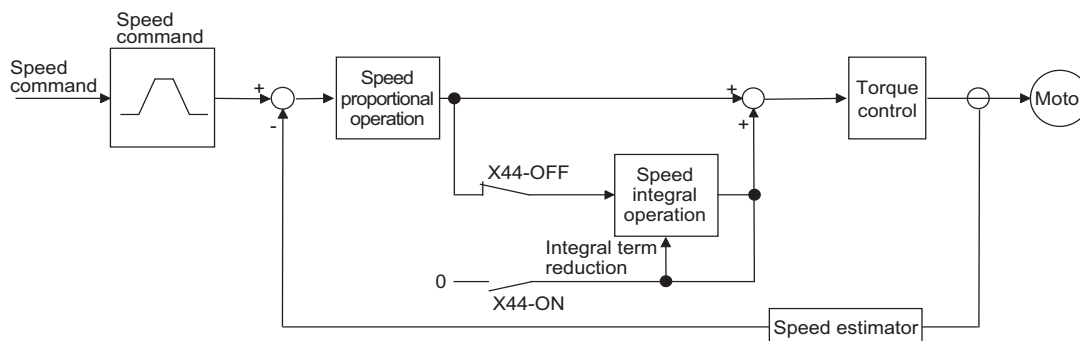 Speed
command
Speed
command
+
-
Speed
proportional
operation
+
+
Torque
control
Moto
X44-OFF
Speed
integral
operation
Integral term
reduction
0
X44-ON
Speed estimator